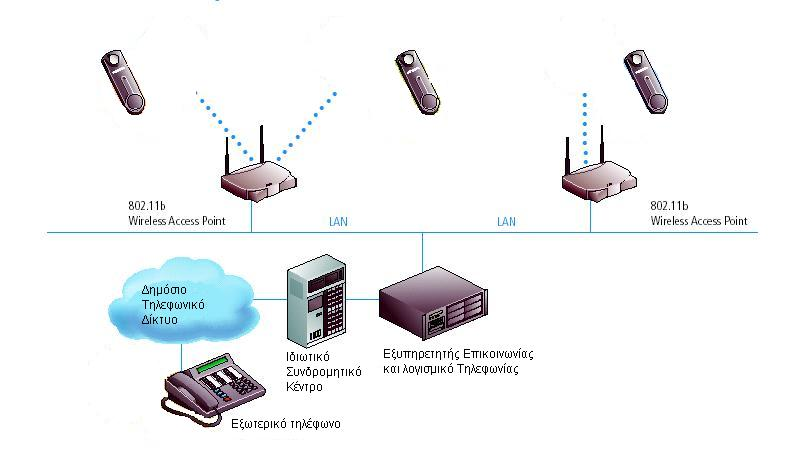 802.11b
Wireless Access Point
LAN
LAN
802.11b
Wireless Access Point
Δημόσιο
Τηλεφωνικό
Δίκτυο
Ιδιωτικό
Συνδρομητικό
Κέντρο
Εξυπηρετητής Επικοινωνίας
και λογισμικό Τηλεφωνίας
Εξωτερικό τηλέφωνο